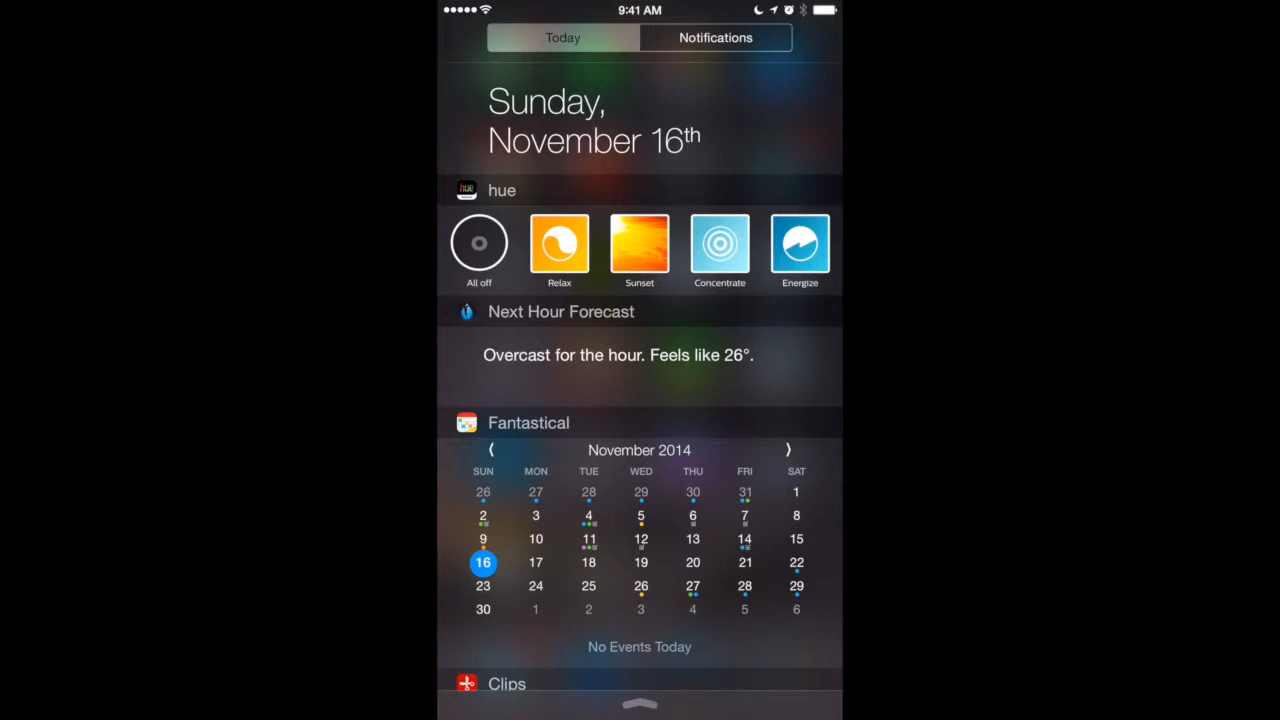 9:41 AM
Today Notifications
Sunday,
November 16th
hue hue
All off Relax Sunset Concentrate Energize
Next Hour Forecast
Overcast for the hour. Feels like 26°.
Fantastical
November 2014
SUN MON TUE WED THU FRI SAT
26 27 28 29 30 31 1
2 3 4 5 6 7 8
9 10 11 12 13 14 15
16 17 18 19 20 21 22
23 24 25 26 27 28 29
30 1 2 3 4 5 6
No Events Today
Clips